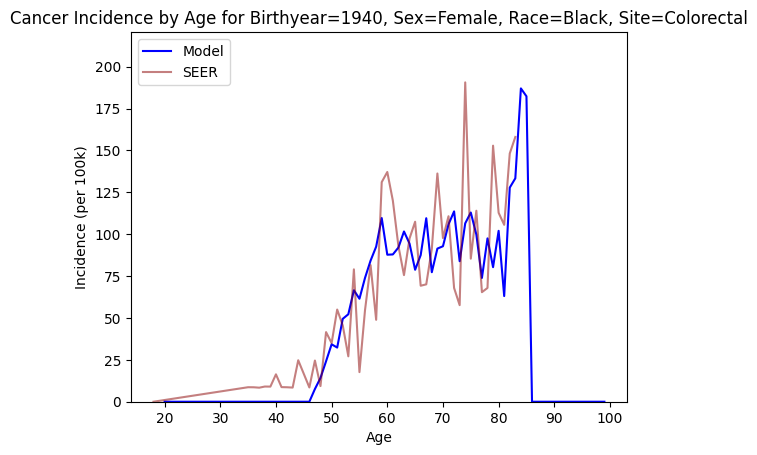 Cancer Incidence by Age for Birthyear=1940, Sex=Female, Race=Black, Site=Colorectal
Model
SEER
200
175
150
125
100
75
50
25
0
Incidence (per 100k)
20 30 40 50 60 70 80 90 100
Age